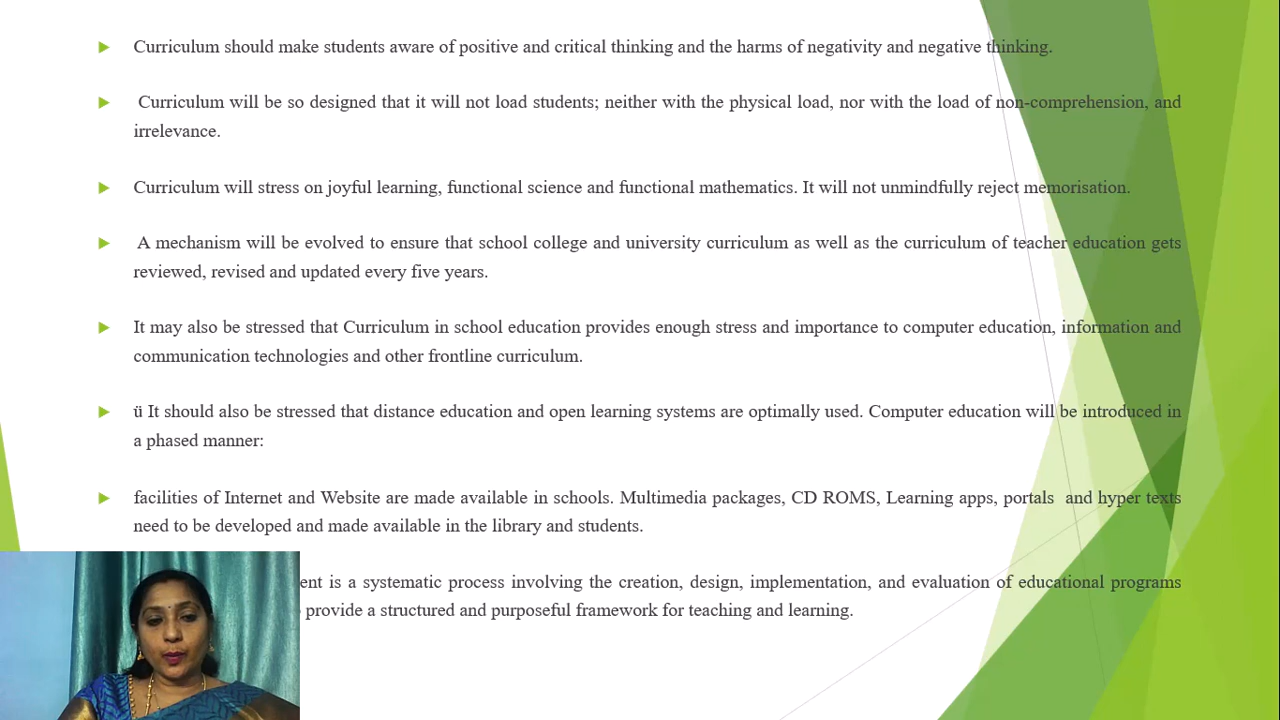 Curriculum should make students aware of positive and critical thinking and the harms of negativity and negative thinking.
Curriculum will be so designed that it will not load students; neither with the physical load, nor with the load of non-comprehension, and
irrelevance.
Curriculum will stress on joyful learning, functional science and functional mathematics. It will not unmindfully reject memorisation.
A mechanism will be evolved to ensure that school college and university curriculum as well as the curriculum of teacher education gets
reviewed, revised and updated every five years.
It may also be stressed that Curriculum in school education provides enough stress and importance to computer education, information and
communication technologies and other frontline curriculum.
ü It should also be stressed that distance education and open learning systems are optimally used. Computer education will be introduced in
a phased manner:
facilities of Internet and Website are made available in schools. Multimedia packages, CD ROMS, Learning apps, portals and hyper texts
need to be developed and made available in the library and students.
is a systematic process involving the creation, design, implementation, and evaluation of educational programs
provide a structured and purposeful framework for teaching and learning.